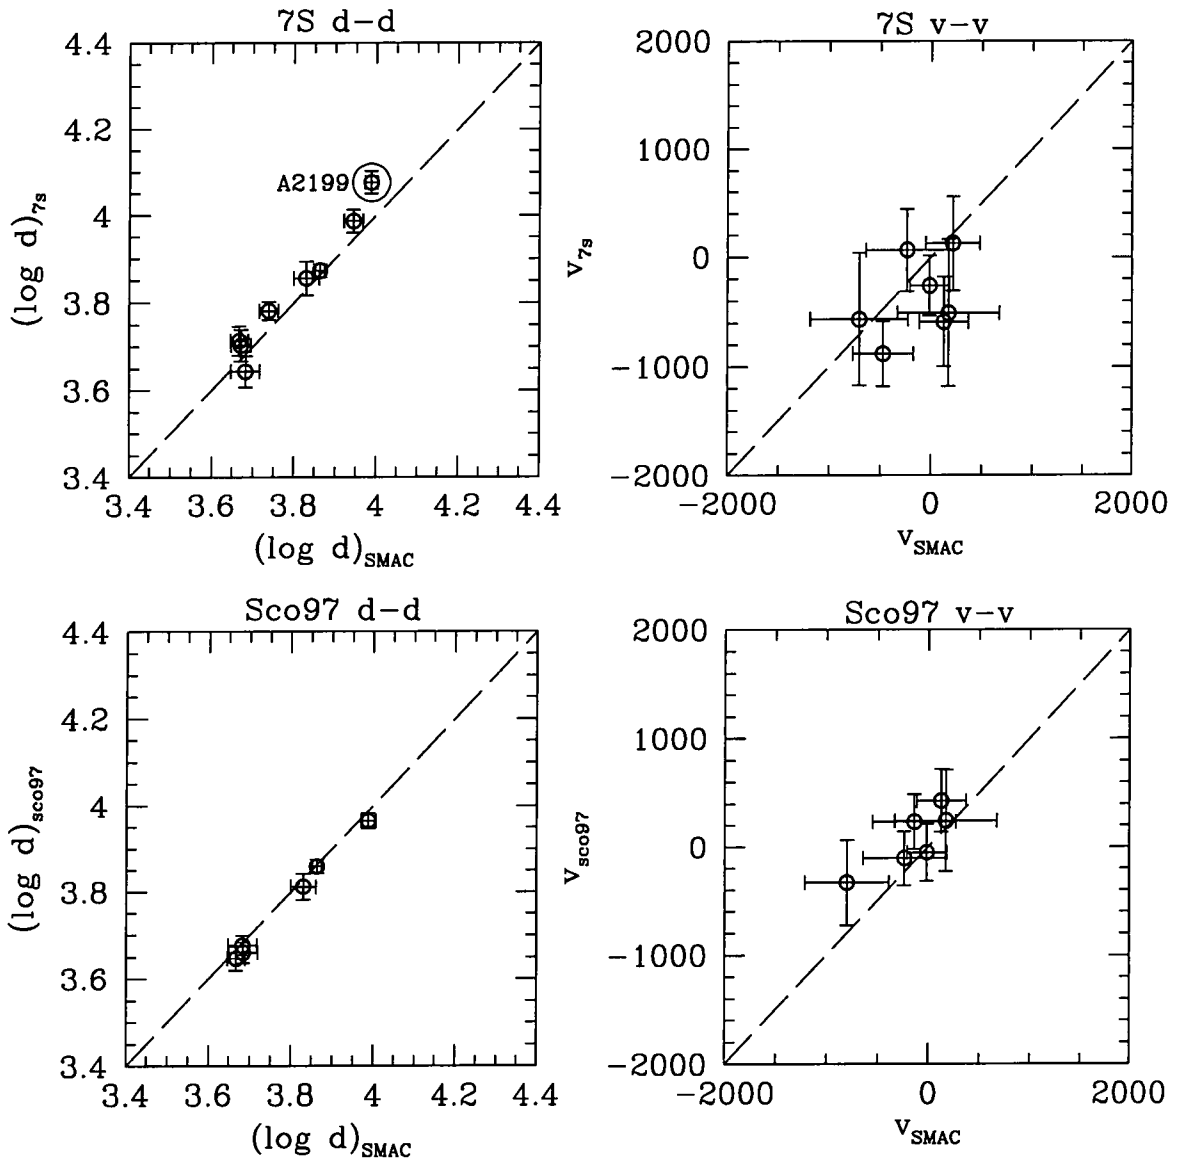 7S d−d
4.4
4.2
4
3.8
3.6
3.4
(log d)7s
A2199
3.4 3.6 3.8 4 4.2 4.4
(log d)SMAC
7S v−v
2000
1000
0
−1000
−2000
v7s
−2000 0 2000
vSMAC
Sco97 d−d
4.4
4.2
4
3.8
3.6
3.4
(log d)sco97
3.4 3.6 3.8 4 4.2 4.4
(log d)SMAC
Sco97 v−v
2000
1000
0
−1000
−2000
vsco97
−2000 0 2000
vSMAC